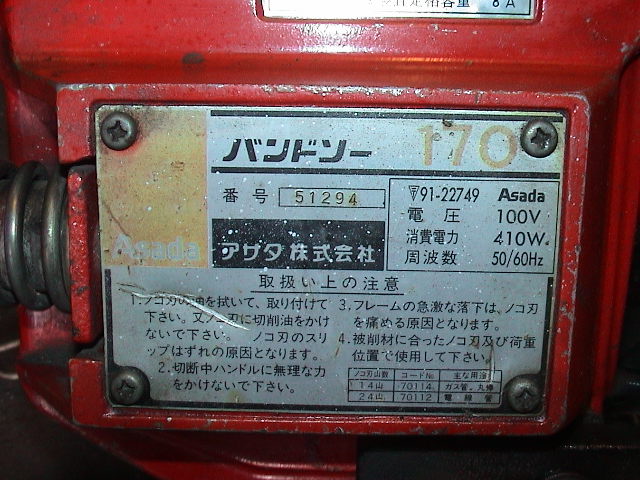 定格容量 8A
バンドソー 170
番号 51294
Asada アサダ株式会社
▽91-22749 Asada
電圧 100V
消費電力 410W
周波数 50/60Hz
取扱い上の注意
1.ノコ刃の油を拭いて、取り付けて
下さい。又ノコ刃に切削油をかけ
ないで下さい。ノコ刃のスリ
ップはずれの原因となります。
2.切断中ハンドルに無理な力
をかけないで下さい。
3.フレームの急激な落下は、ノコ刃
を痛める原因となります。
4.被削材に合ったノコ刃及び荷重
位置で使用して下さい。
ノコ刃山数 コードNo. 主な用途
14山 70114 ガス管。丸棒
24山 70112 電線管